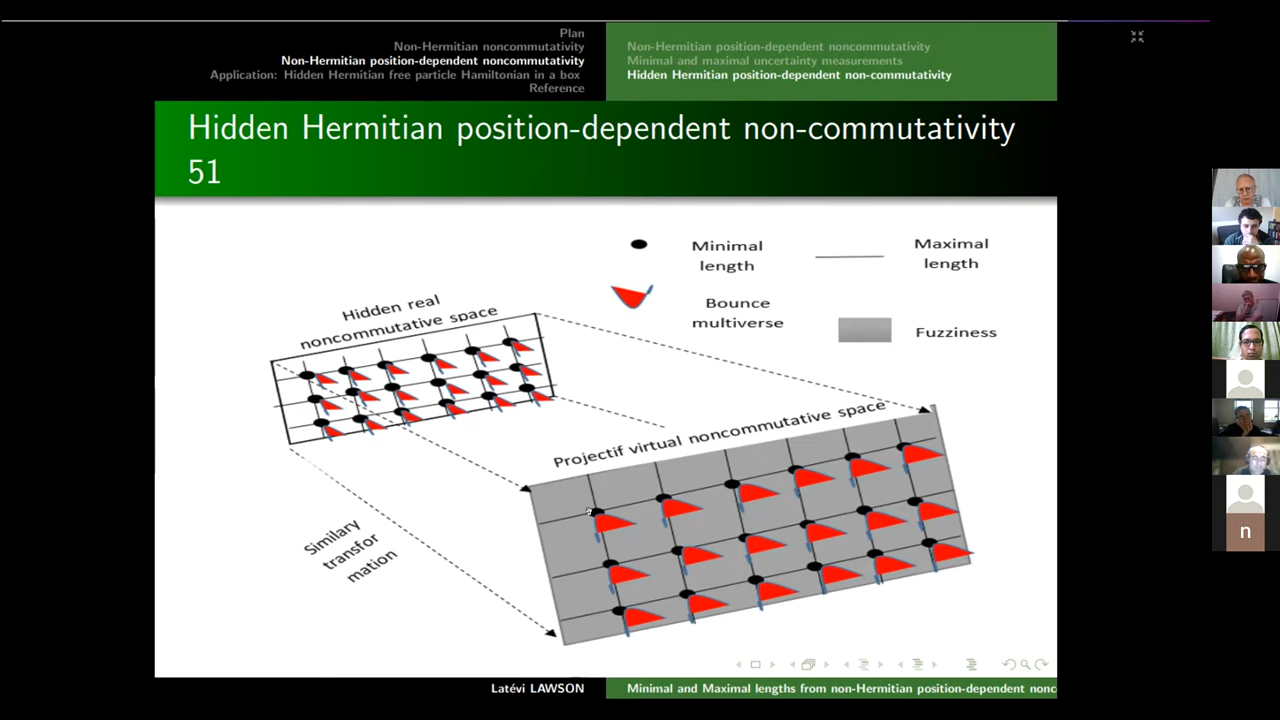 Plan
Non-Hermitian noncommutativity
Non-Hermitian position-dependent noncommutativity
Application: Hidden Hermitian free particle Hamiltonian in a box
Reference
Non-Hermitian position-dependent noncommutativity
Minimal and maximal uncertainty measurements
Hidden Hermitian position-dependent non-commutativity
Hidden Hermitian position-dependent non-commutativity
51
Minimal
length
Maximal
length
Bounce
multiverse
Fuzziness
Hidden real
noncommutative space
Projectif virtual noncommutative space
Similary
transfor
mation
Latévi LAWSON
Minimal and Maximal lengths from non-Hermitian position-dependent nonc
n